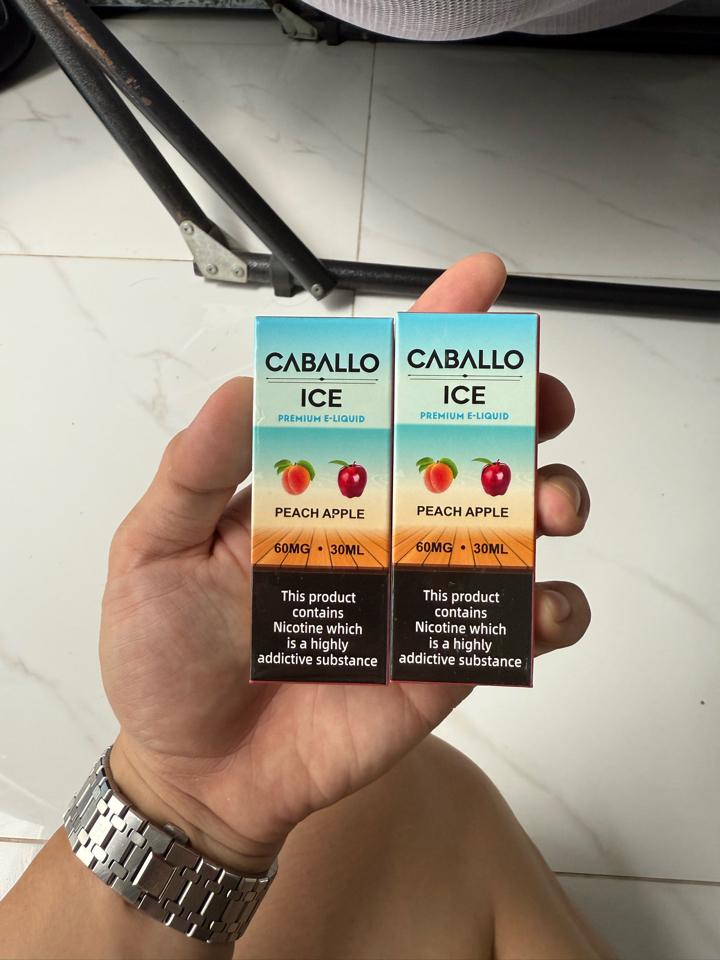 CABALLO
ICE
PREMIUM E-LIQUID
PEACH APPLE
60MG • 30ML
This product
contains
Nicotine which
is a highly
addictive substance
CABALLO
ICE
PREMIUM E-LIQUID
PEACH APPLE
60MG • 30ML
This product
contains
Nicotine which
is a highly
addictive substance